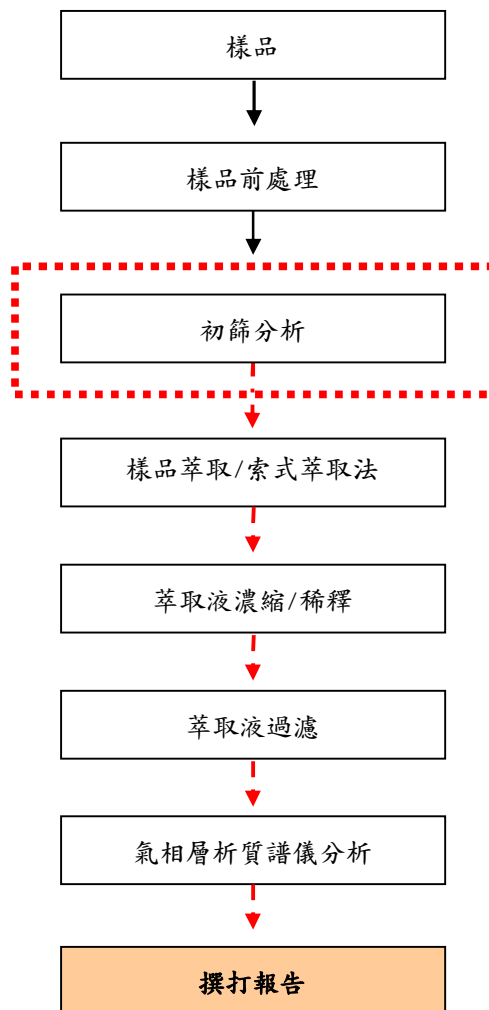 樣品
樣品前處理
初篩分析
樣品萃取/索式萃取法
萃取液濃縮/稀釋
萃取液過濾
氣相層析質譜儀分析
撰打報告